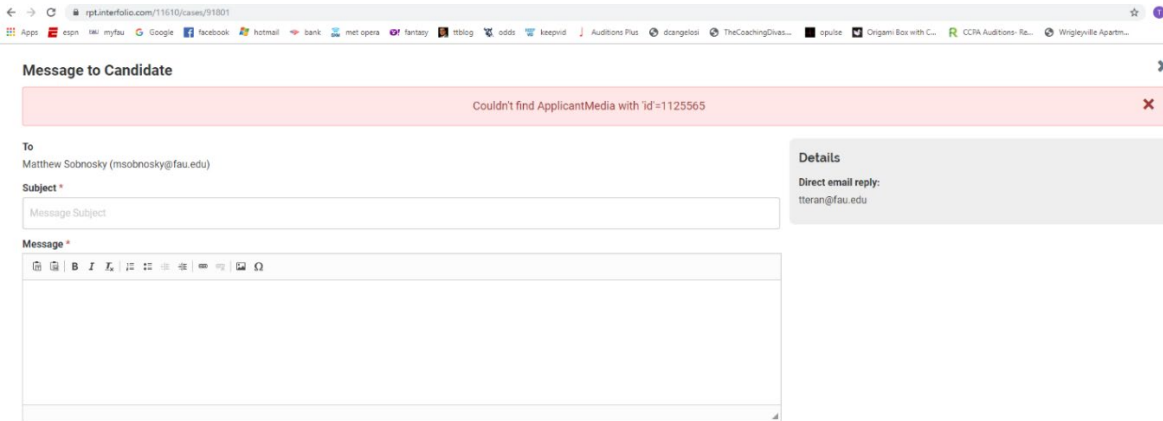 rpt.interfolio.com/11610/cases/91801
Apps espn myfau Google facebook hotmail bank met opera fantasy ttblog odds keepvid Auditions Plus dcangelosi TheCoachingDivas... opulse Origami Box with C... CCPA Auditions- Re... Wrigleyville Apartm...
Message to Candidate
Couldn't find ApplicantMedia with 'id'=1125565
To
Matthew Sobnosky (msobnosky@fau.edu)
Subject *
Message Subject
Message *
Details
Direct email reply:
tteran@fau.edu